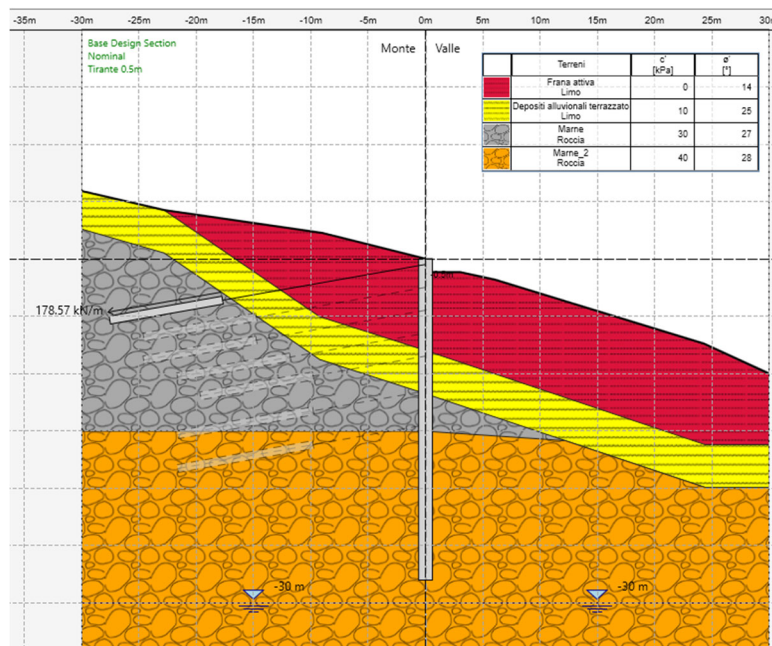 -35m -30m -25m -20m -15m -10m -5m 0m 5m 10m 15m 20m 25m 30m
Base Design Section
Nominal
Tirante 0.5m
Monte Valle
Terreni c' ø'
[kPa] [°]
Frana attiva
Limo 0 14
Depositi alluvionali terrazzato
Limo 10 25
Marne
Roccia 30 27
Marne_2
Roccia 40 28
0.5m
178.57 kN/m
-30 m -30 m